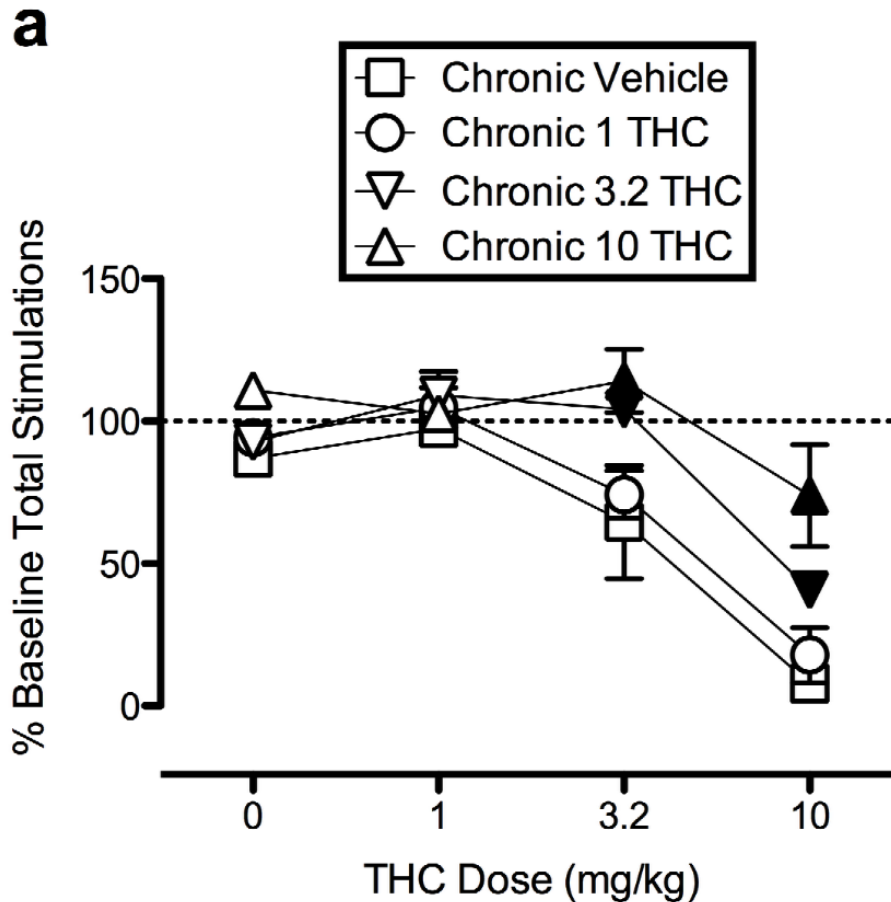 a
Chronic Vehicle
Chronic 1 THC
Chronic 3.2 THC
Chronic 10 THC
% Baseline Total Stimulations
150
100
50
0
0 1 3.2 10
THC Dose (mg/kg)